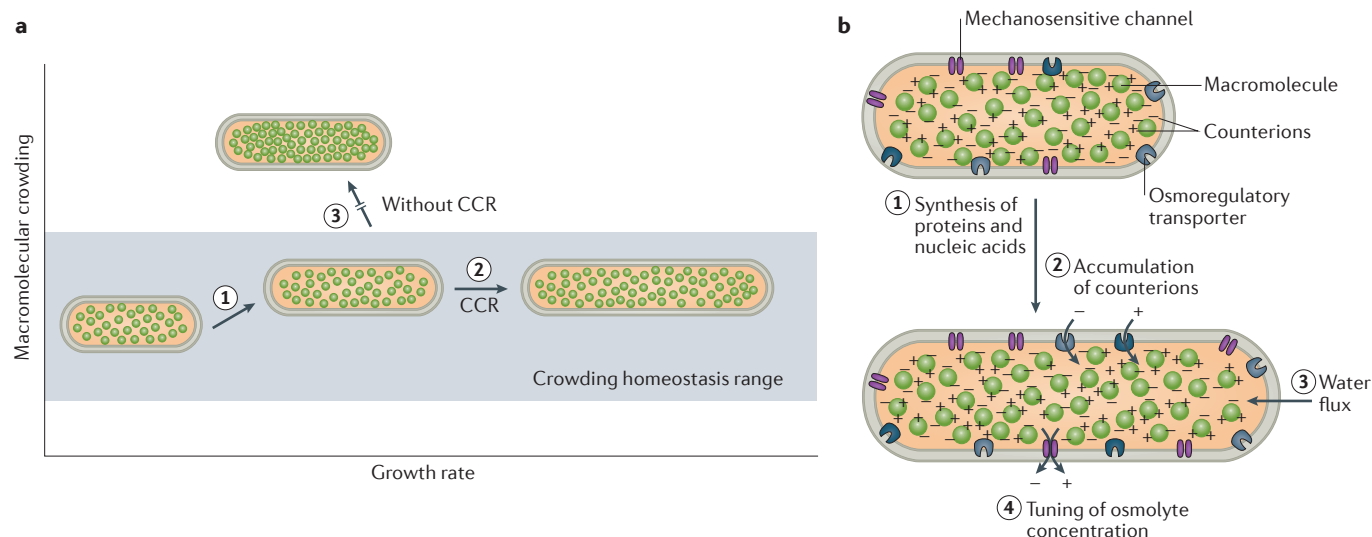 a
Macromolecular crowding
3 Without CCR
1
2
CCR
Crowding homeostasis range
Growth rate
b
Mechanosensitive channel
Macromolecule
Counterions
Osmoregulatory
transporter
1 Synthesis of
proteins and
nucleic acids
2 Accumulation
of counterions
− +
3 Water
flux
− +
4 Tuning of osmolyte
concentration